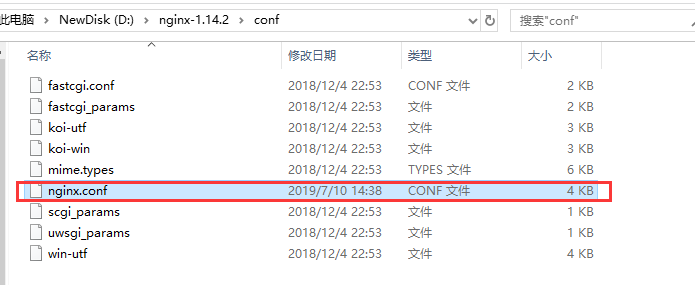 此电脑 > NewDisk (D:) > nginx-1.14.2 > conf 搜索"conf"
名称 修改日期 类型 大小
fastcgi.conf 2018/12/4 22:53 CONF 文件 2 KB
fastcgi_params 2018/12/4 22:53 文件 2 KB
koi-utf 2018/12/4 22:53 文件 3 KB
koi-win 2018/12/4 22:53 文件 3 KB
mime.types 2018/12/4 22:53 TYPES 文件 6 KB
nginx.conf 2019/7/10 14:38 CONF 文件 4 KB
scgi_params 2018/12/4 22:53 文件 1 KB
uwsgi_params 2018/12/4 22:53 文件 1 KB
win-utf 2018/12/4 22:53 文件 4 KB